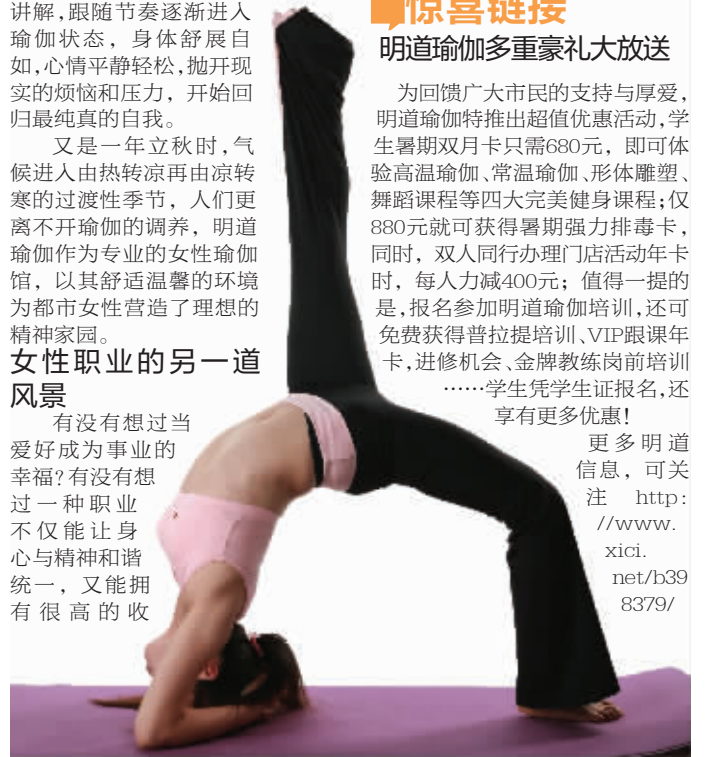 讲解,跟随节奏逐渐进入
瑜伽状态，身体舒展自
如,心情平静轻松,抛开现
实的烦恼和压力，开始回
归最纯真的自我。
又是一年立秋时,气
候进入由热转凉再由凉转
寒的过渡性季节，人们更
离不开瑜伽的调养，明道
瑜伽作为专业的女性瑜伽
馆，以其舒适温馨的环境
为都市女性营造了理想的
精神家园。
女性职业的另一道
风景
有没有想过当
爱好成为事业的
幸福?有没有想
过一种职业
不仅能让身
心与精神和谐
统一，又能拥
有很高的收
惊喜链接
明道瑜伽多重豪礼大放送
为回馈广大市民的支持与厚爱,
明道瑜伽特推出超值优惠活动,学
生暑期双月卡只需680元，即可体
验高温瑜伽、常温瑜伽、形体雕塑、
舞蹈课程等四大完美健身课程;仅
880元就可获得暑期强力排毒卡,
同时，双人同行办理门店活动年卡
时，每人力减400元；值得一提的
是,报名参加明道瑜伽培训,还可
免费获得普拉提培训、VIP跟课年
卡,进修机会、金牌教练岗前培训
……学生凭学生证报名,还
享有更多优惠！
更多明道
信息，可关
注 http:
//www.
xici.
net/b39
8379/